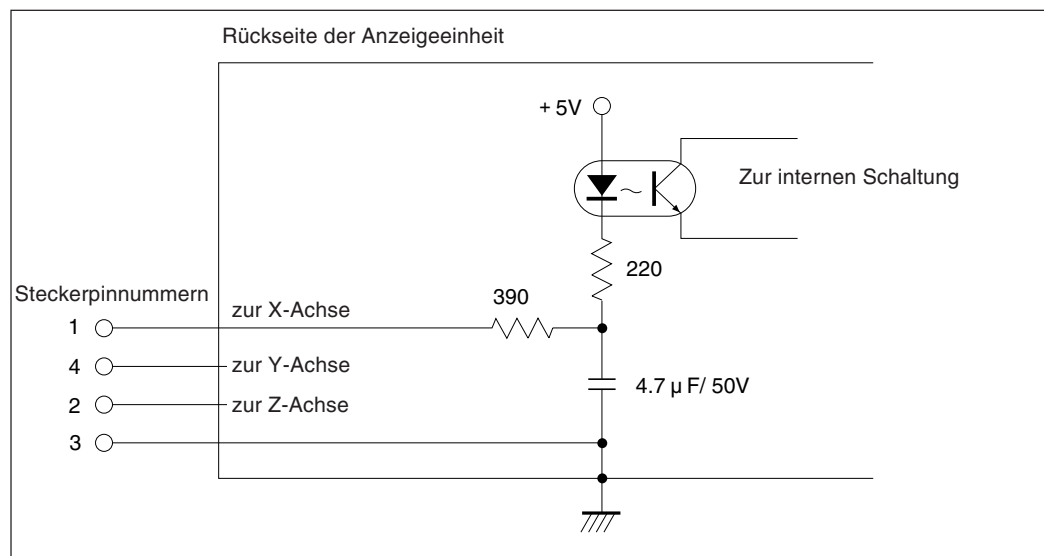 Rückseite der Anzeigeeinheit
+ 5V
Zur internen Schaltung
220
Steckerpinnummern
390
1
zur X-Achse
4
zur Y-Achse
4.7 µ F/ 50V
2
zur Z-Achse
3